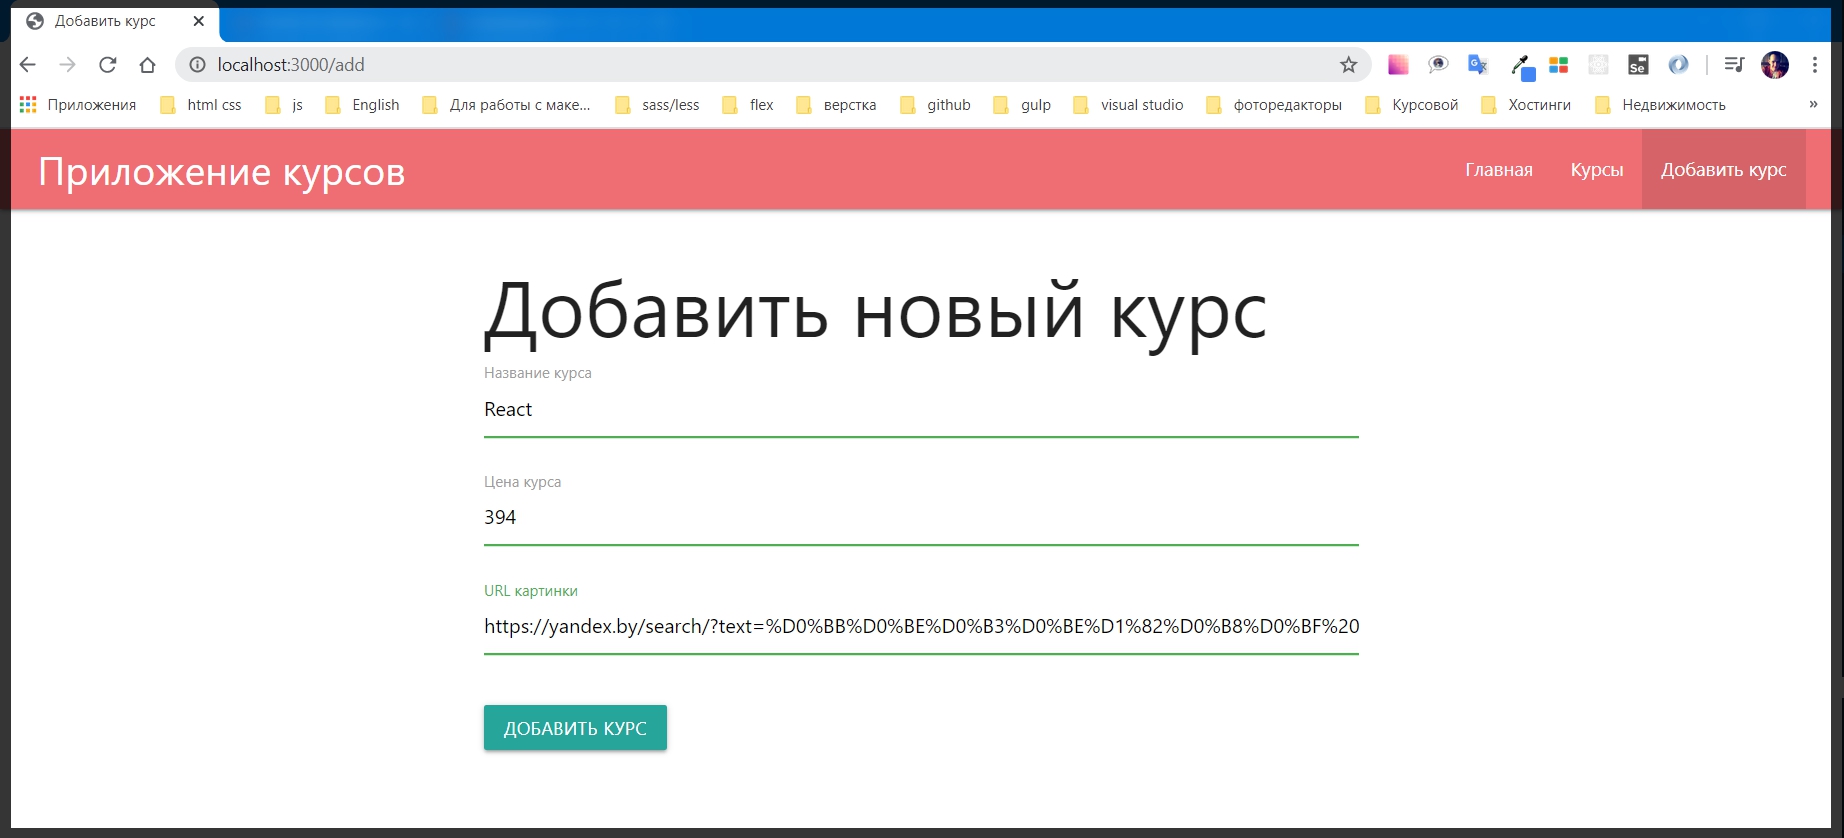 Добавить курс
localhost:3000/add
Приложения html css js English Для работы с маке... sass/less flex верстка github gulp visual studio фоторедакторы Курсовой Хостинги Недвижимость »
Приложение курсов Главная Курсы Добавить курс
Добавить новый курс
Название курса
React
Цена курса
394
URL картинки
https://yandex.by/search/?text=%D0%BB%D0%BE%D0%B3%D0%BE%D1%82%D0%B8%D0%BF%20
ДОБАВИТЬ КУРС